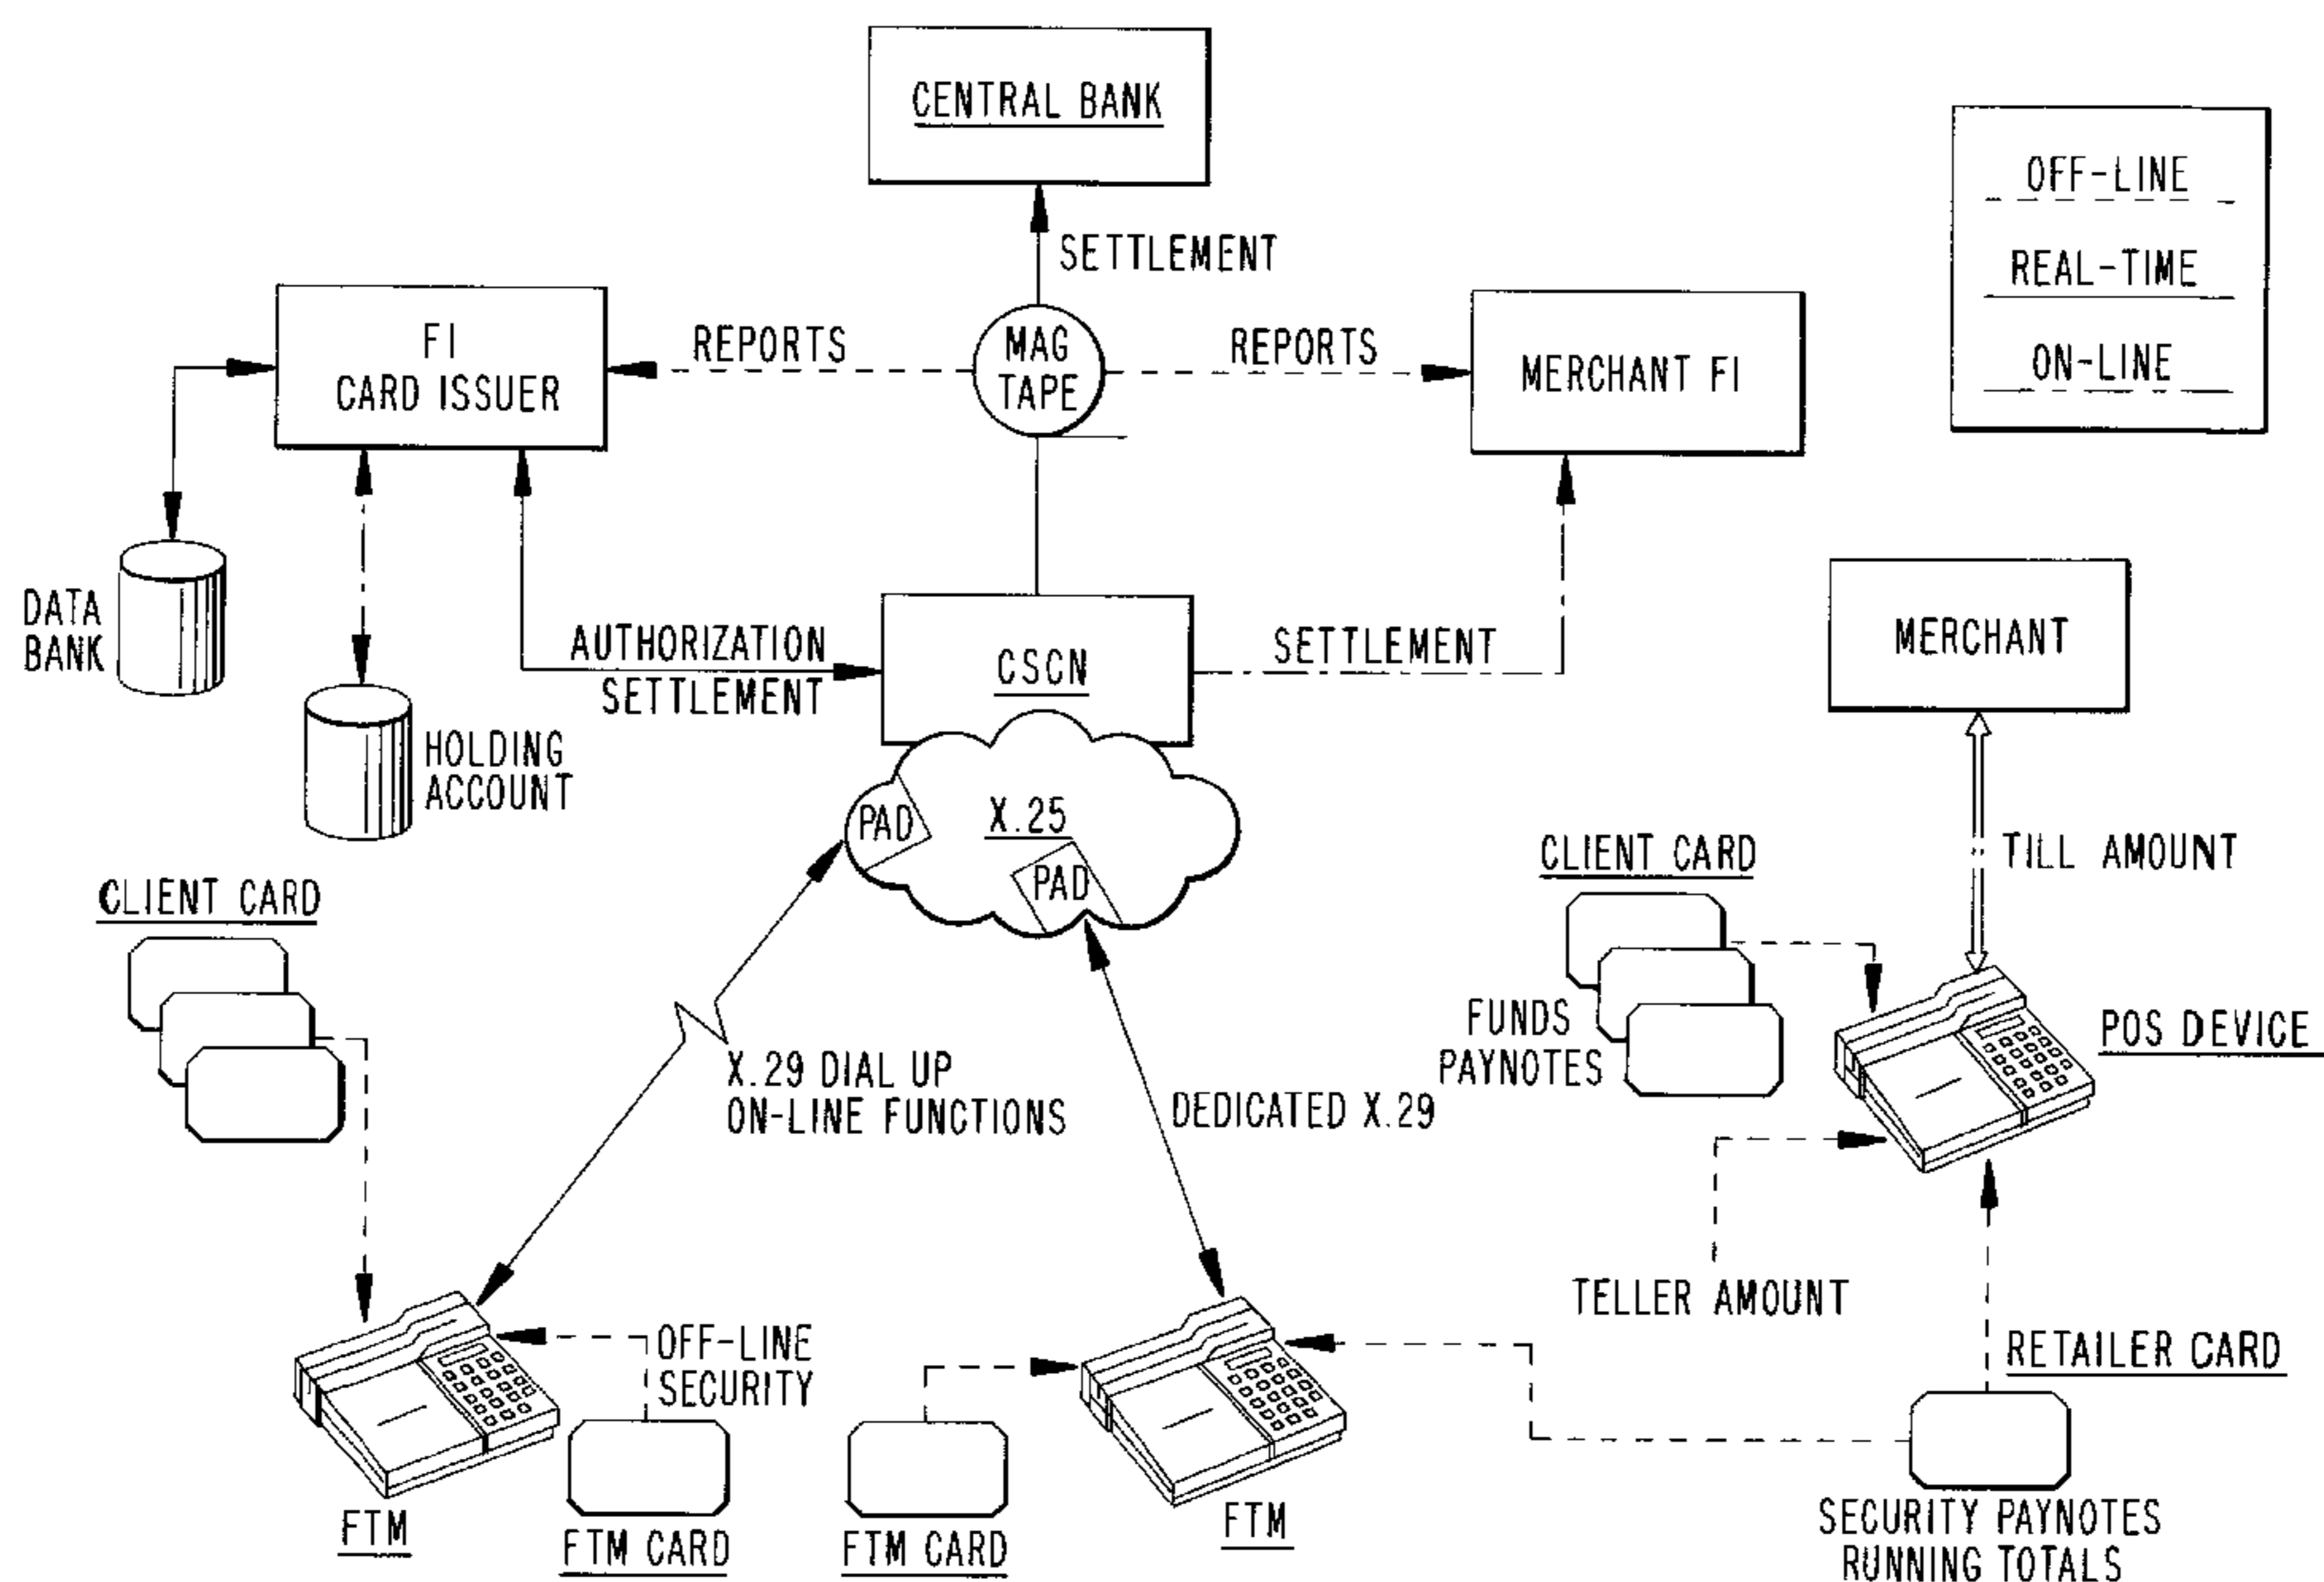 CENTRAL BANK
OFF-LINE
REAL-TIME
ON-LINE
SETTLEMENT
FI
CARD ISSUER
REPORTS
MAG
TAPE
REPORTS
MERCHANT FI
DATA
BANK
HOLDING
ACCOUNT
AUTHORIZATION
SETTLEMENT
CSCN
SETTLEMENT
MERCHANT
PAD
X.25
PAD
TILL AMOUNT
CLIENT CARD
CLIENT CARD
FUNDS
PAYNOTES
POS DEVICE
X.29 DIAL UP
ON-LINE FUNCTIONS
DEDICATED X.29
TELLER AMOUNT
OFF-LINE
SECURITY
RETAILER CARD
FTM
FTM CARD
FTM CARD
FTM
SECURITY PAYNOTES
RUNNING TOTALS